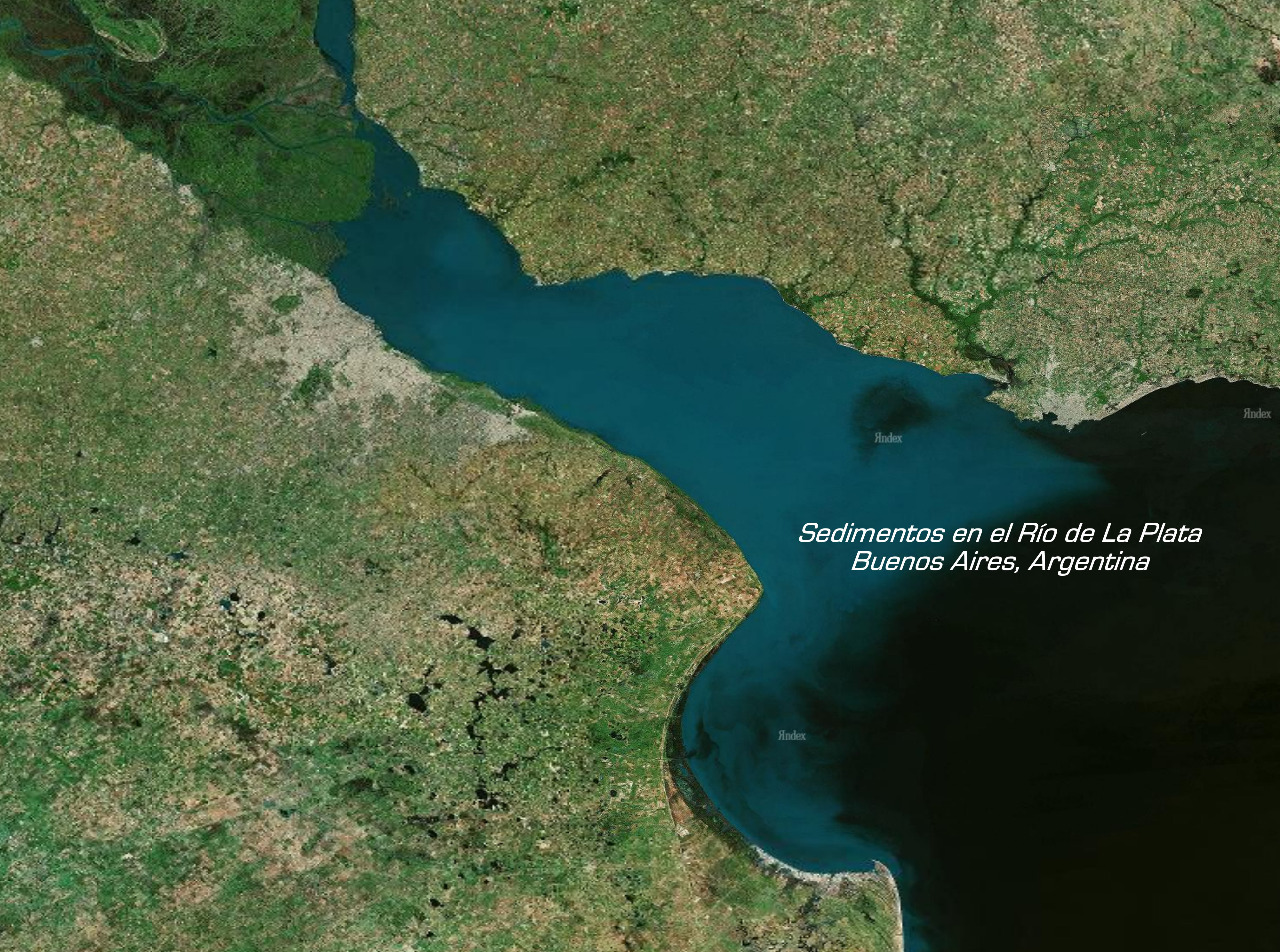 Яndex
Яndex
Sedimentos en el Río de La Plata
Buenos Aires, Argentina
Яndex